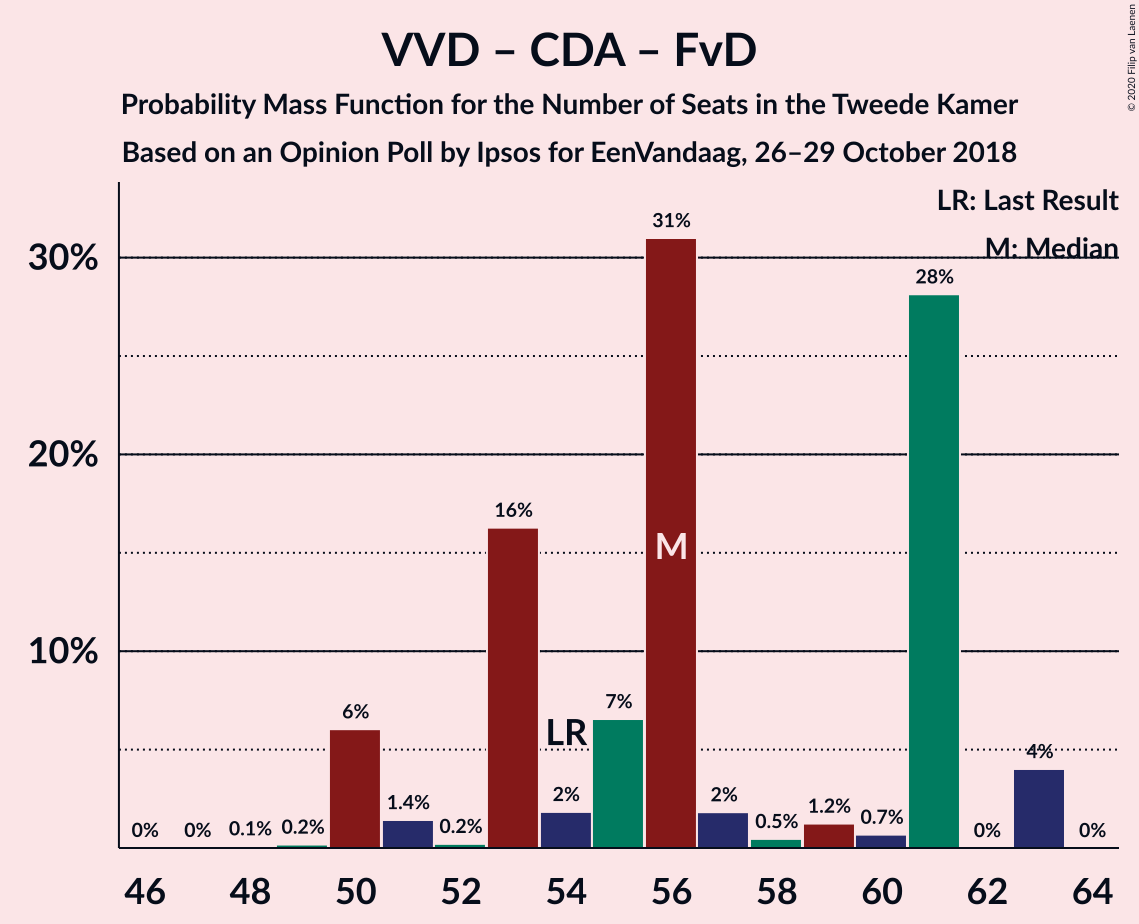 © 2020 Filip van Laenen
VVD – CDA – FvD
Probability Mass Function for the Number of Seats in the Tweede Kamer
Based on an Opinion Poll by Ipsos for EenVandaag, 26–29 October 2018
LR: Last Result
M: Median
30%
20%
10%
0%
0%
0.1%
0.2%
6%
1.4%
0.2%
16%
2%
7%
31%
2%
0.5%
1.2%
0.7%
28%
0%
4%
0%
LR
M
46 48 50 52 54 56 58 60 62 64